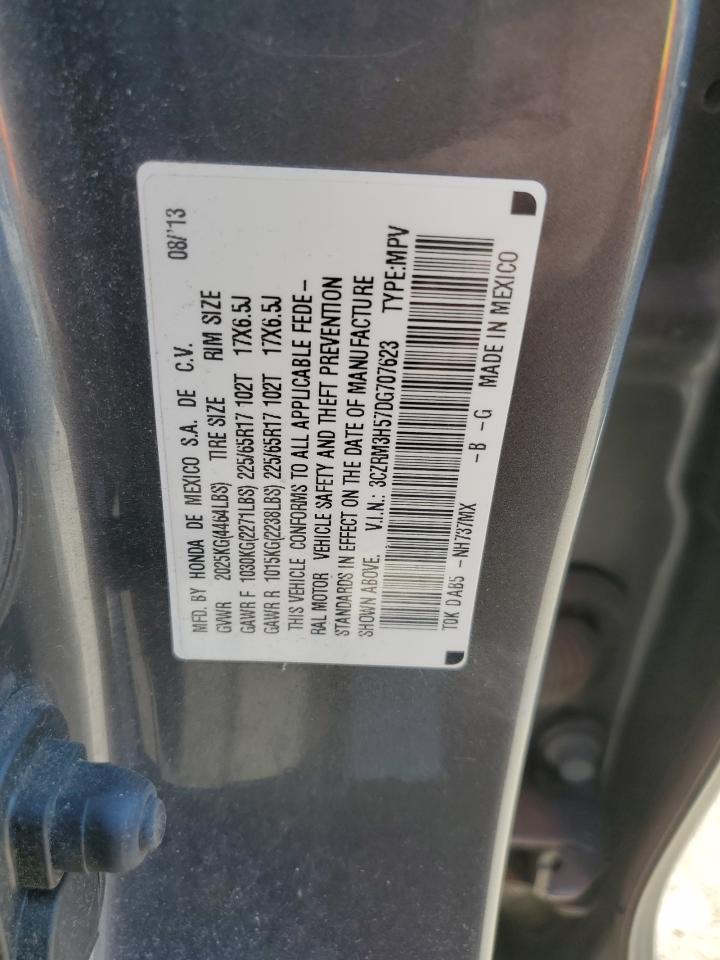 MFD. BY HONDA DE MEXICO S.A. DE C.V. 08/'13
GVWR 2025KG(4464LBS) TIRE SIZE RIM SIZE
GAWR F 1030KG(2271LBS) 225/65R17 102T 17X6.5J
GAWR R 1015KG(2238LBS) 225/65R17 102T 17X6.5J
THIS VEHICLE CONFORMS TO ALL APPLICABLE FEDE-
RAL MOTOR VEHICLE SAFETY AND THEFT PREVENTION
STANDARDS IN EFFECT ON THE DATE OF MANUFACTURE
SHOWN ABOVE. V.I.N.: 3CZRM3H57DG707623 TYPE:MPV
T0K DAB5 -NH737MX -B -G MADE IN MEXICO